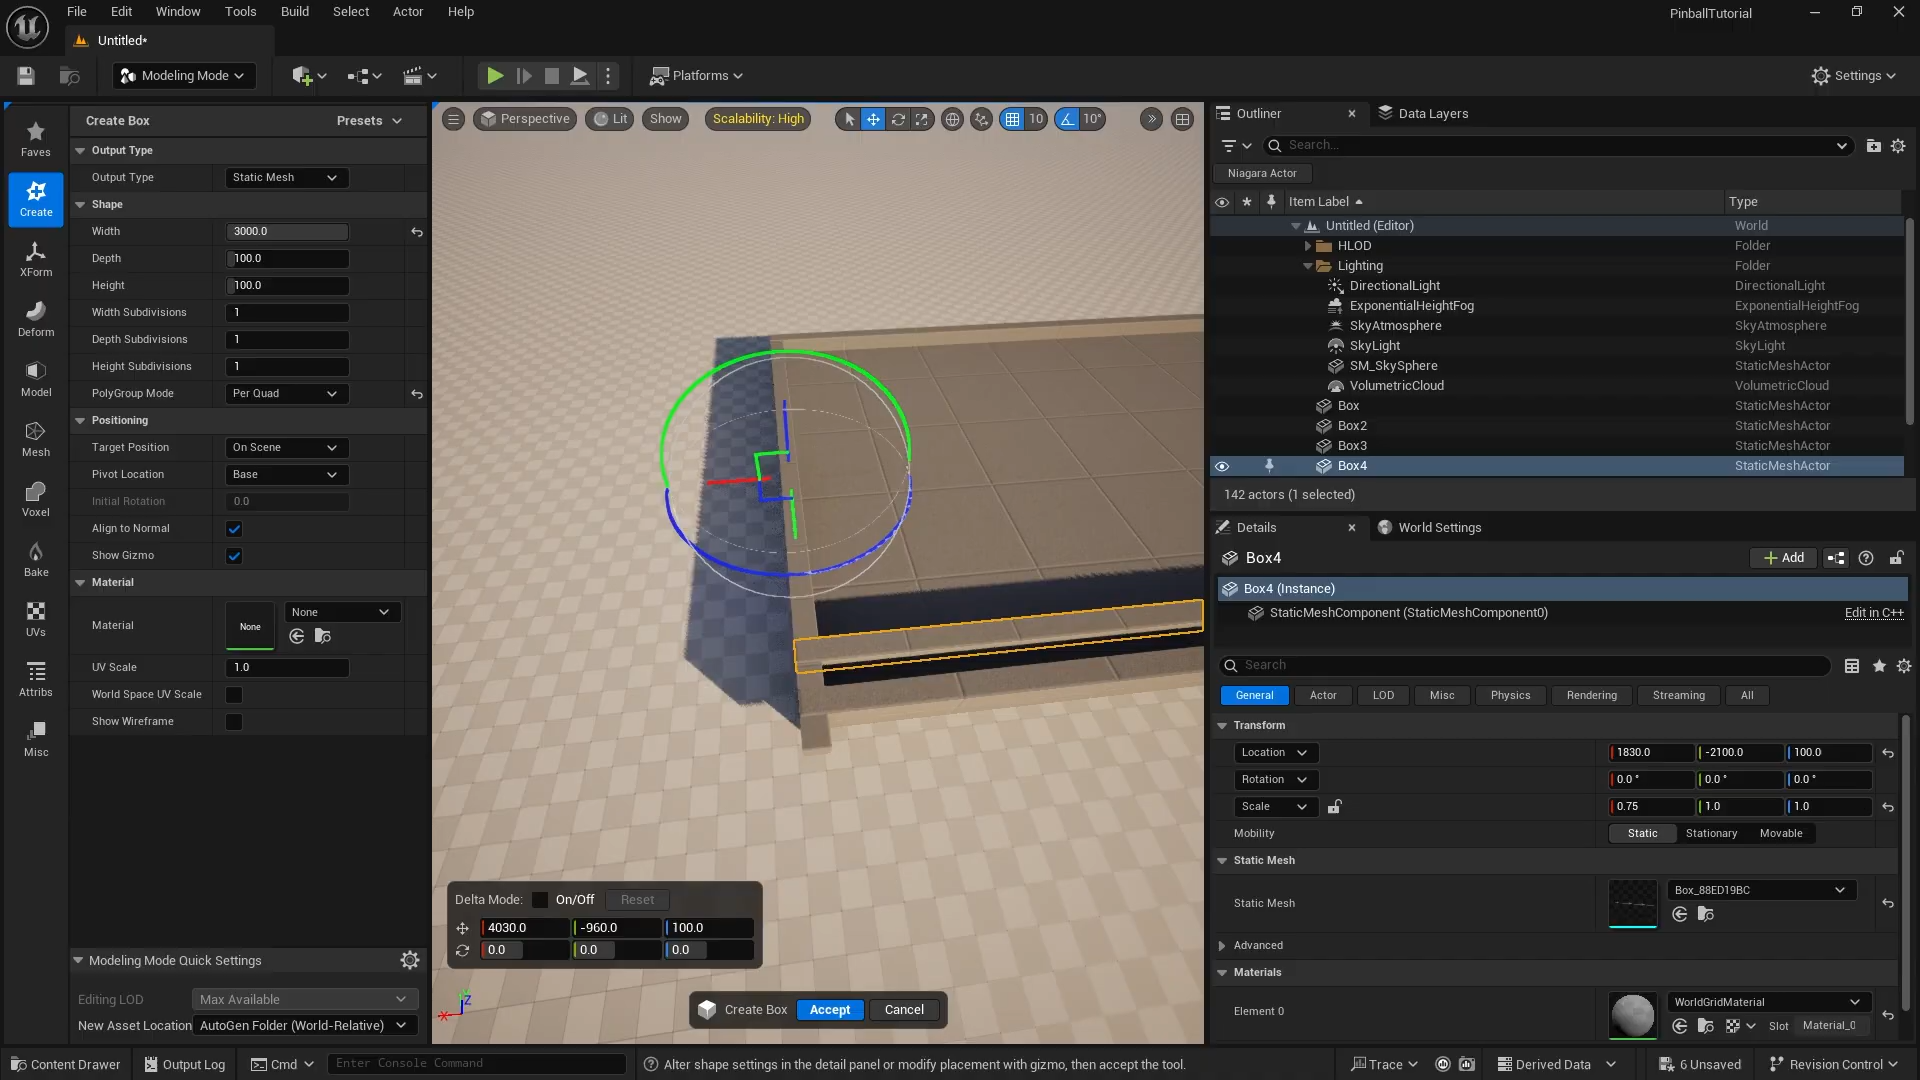 File Edit Window Tools Build Select Actor Help
PinballTutorial
Untitled*
Modeling Mode
Platforms
Settings
Faves
Create
XForm
Deform
Model
Mesh
Voxel
Bake
UVs
Attribs
Misc
Create Box Presets
Output Type
Output Type Static Mesh
Shape
Width 3000.0
Depth 100.0
Height 100.0
Width Subdivisions 1
Depth Subdivisions 1
Height Subdivisions 1
PolyGroup Mode Per Quad
Positioning
Target Position On Scene
Pivot Location Base
Initial Rotation 0.0
Align to Normal
Show Gizmo
Material
Material None None
UV Scale 1.0
World Space UV Scale
Show Wireframe
Modeling Mode Quick Settings
Editing LOD Max Available
New Asset Location AutoGen Folder (World-Relative)
Perspective Lit Show Scalability: High 10 10°
Delta Mode: On/Off Reset
4030.0 -960.0 100.0
0.0 0.0 0.0
Z
X
Create Box Accept Cancel
Outliner Data Layers
Search...
Niagara Actor
Item Label Type
Untitled (Editor) World
HLOD Folder
Lighting Folder
DirectionalLight DirectionalLight
ExponentialHeightFog ExponentialHeightFog
SkyAtmosphere SkyAtmosphere
SkyLight SkyLight
SM_SkySphere StaticMeshActor
VolumetricCloud VolumetricCloud
Box StaticMeshActor
Box2 StaticMeshActor
Box3 StaticMeshActor
Box4 StaticMeshActor
142 actors (1 selected)
Details World Settings
Box4 Add
Box4 (Instance)
StaticMeshComponent (StaticMeshComponent0) Edit in C++
Search
General Actor LOD Misc Physics Rendering Streaming All
Transform
Location 1830.0 -2100.0 100.0
Rotation 0.0 ° 0.0 ° 0.0 °
Scale 0.75 1.0 1.0
Mobility Static Stationary Movable
Static Mesh
Static Mesh Box_88ED19BC
Advanced
Materials
Element 0 WorldGridMaterial
Slot Material_0
Content Drawer Output Log Cmd Enter Console Command Alter shape settings in the detail panel or modify placement with gizmo, then accept the tool. Trace Derived Data 6 Unsaved Revision Control